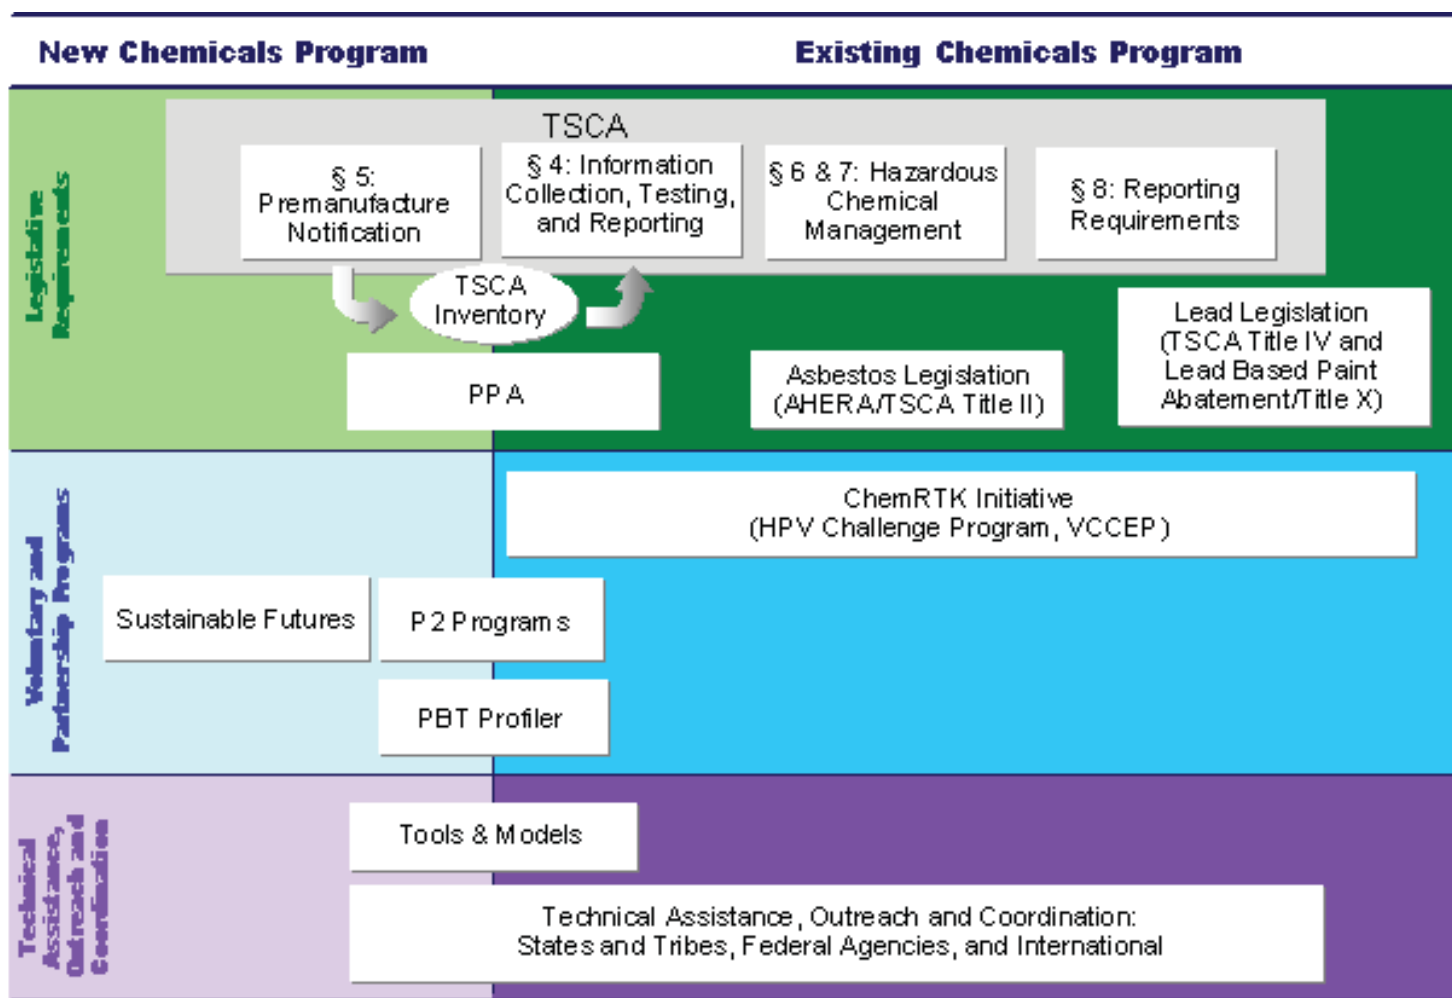 New Chemicals Program
Existing Chemicals Program
Legislative
Requirements
TSCA
§ 5:
Premanufacture
Notification
§ 4: Information
Collection, Testing,
and Reporting
§ 6 & 7: Hazardous
Chemical
Management
§ 8: Reporting
Requirements
TSCA
Inventory
PPA
Asbestos Legislation
(AHERA/TSCA Title II)
Lead Legislation
(TSCA Title IV and
Lead Based Paint
Abatement/Title X)
Voluntary and
Partnership Programs
ChemRTK Initiative
(HPV Challenge Program, VCCEP)
Sustainable Futures
P2 Programs
PBT Profiler
Technical
Assistance,
Outreach and
Coordination
Tools & Models
Technical Assistance, Outreach and Coordination:
States and Tribes, Federal Agencies, and International